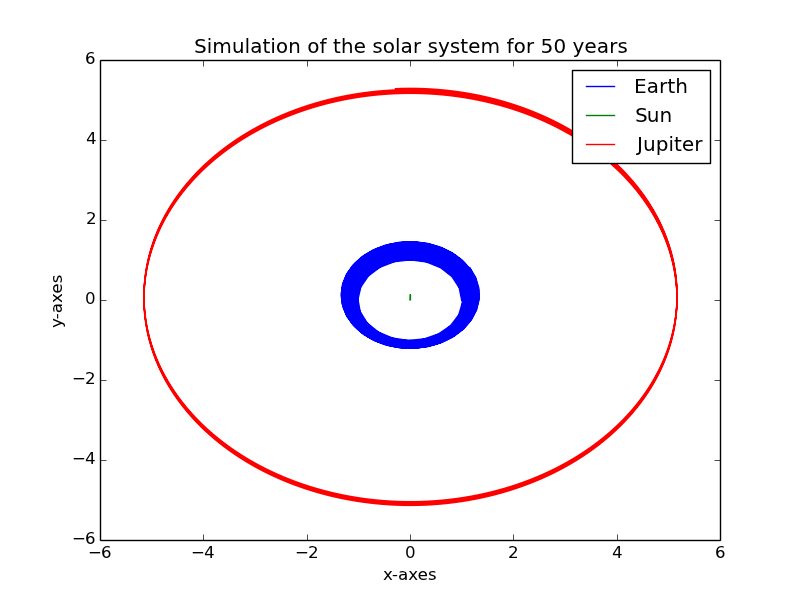 Simulation of the solar system for 50 years
Earth
Sun
Jupiter
6
4
2
0
−2
−4
−6
−6
−4
−2
0
2
4
6
y-axes
x-axes